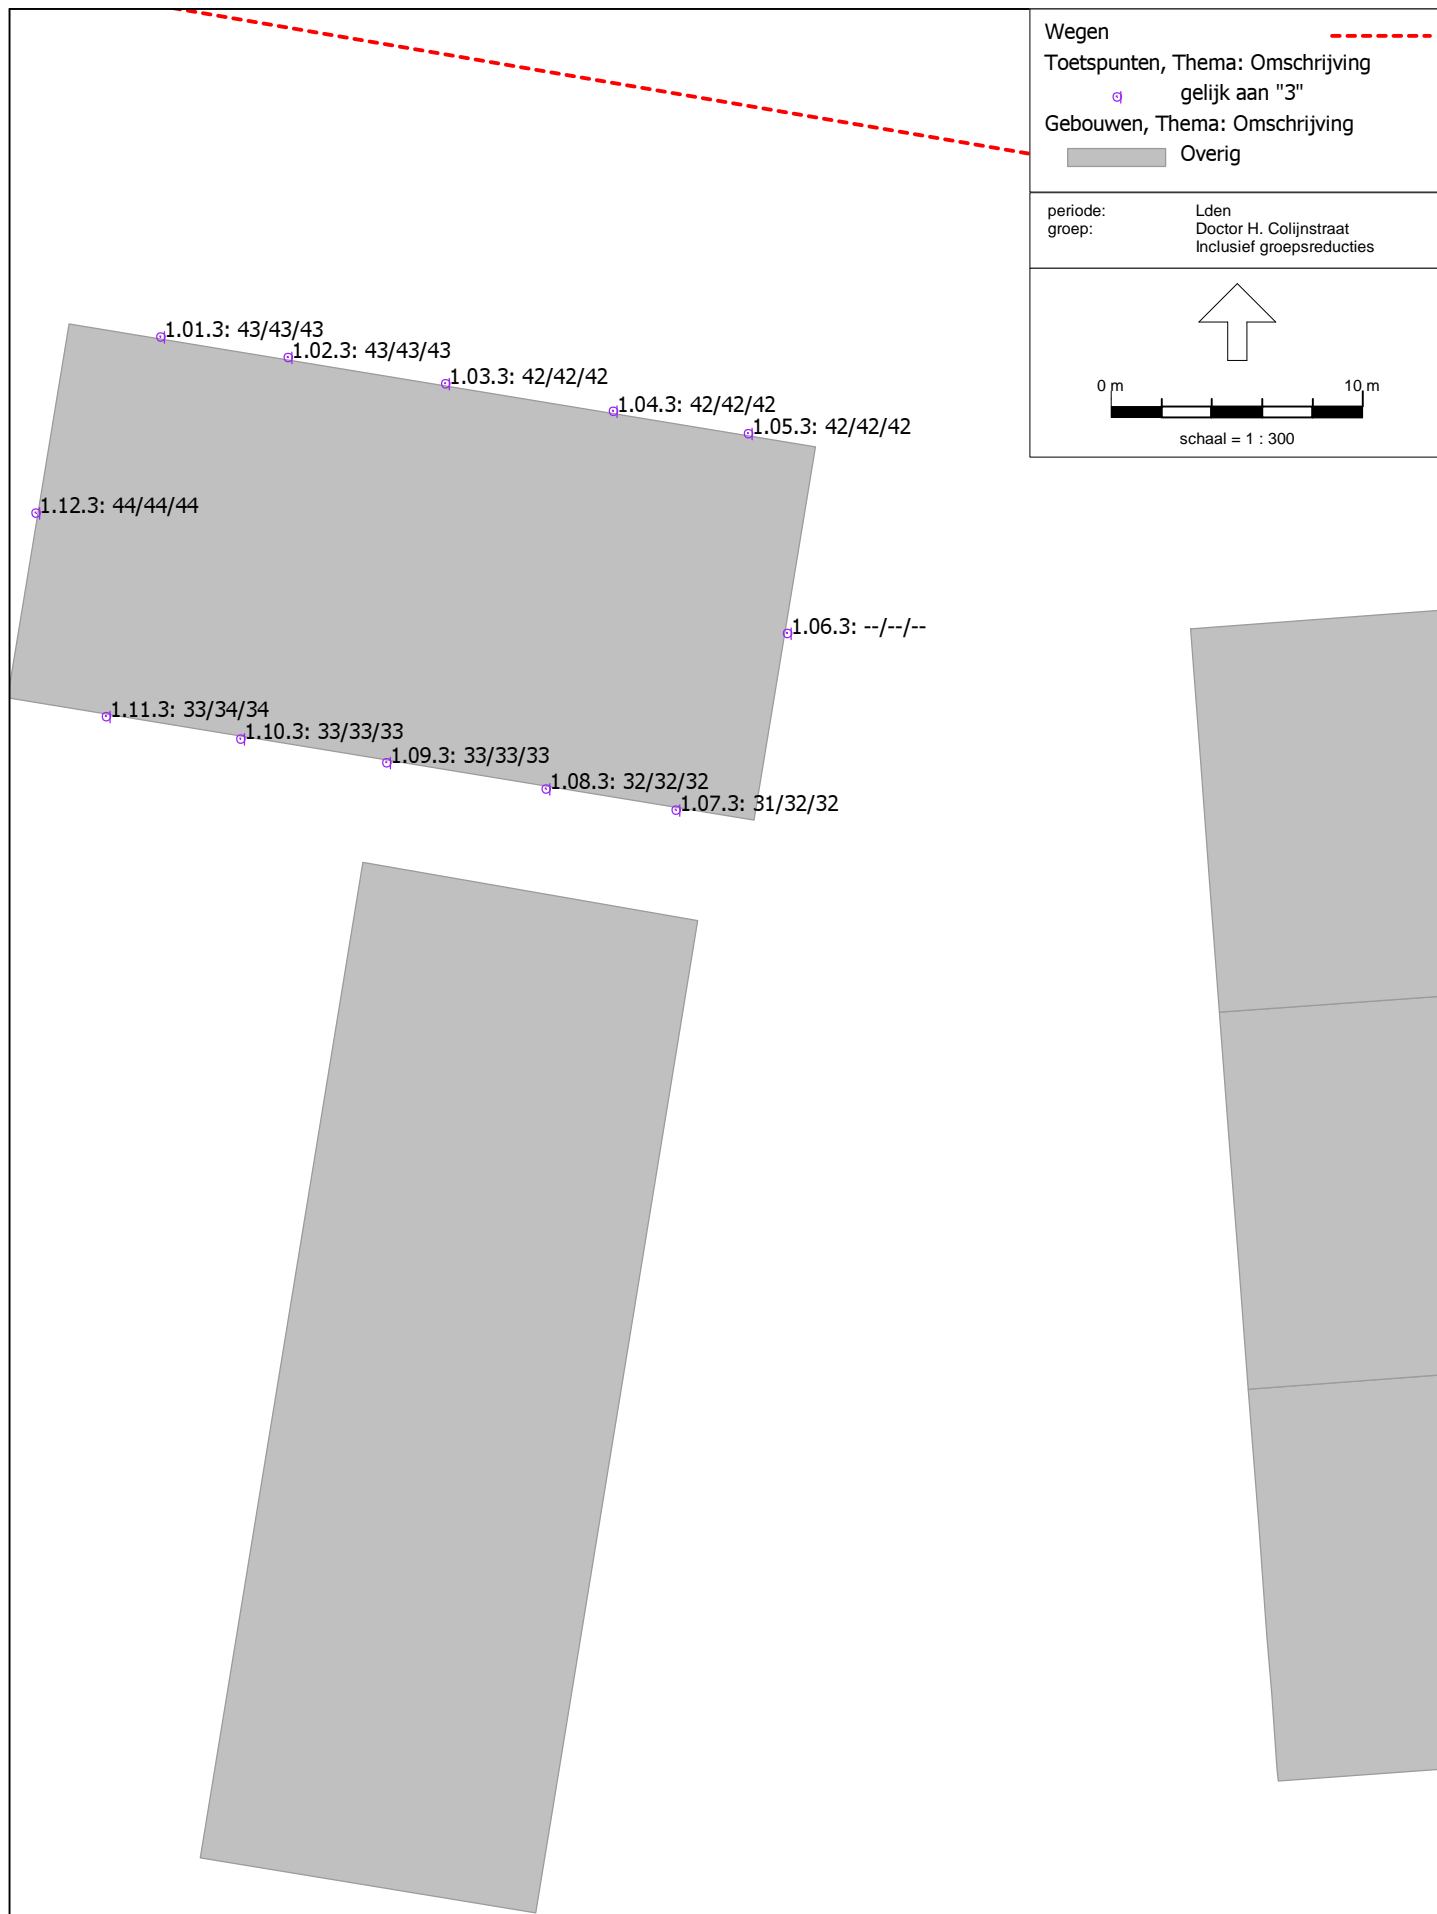 Wegen
Toetspunten, Thema: Omschrijving
gelijk aan "3"
Gebouwen, Thema: Omschrijving
Overig
periode: Lden
groep: Doctor H. Colijnstraat
Inclusief groepsreducties
0 m 10 m
schaal = 1 : 300
1.01.3: 43/43/43
1.02.3: 43/43/43
1.03.3: 42/42/42
1.04.3: 42/42/42
1.05.3: 42/42/42
1.12.3: 44/44/44
1.06.3: --/--/--
1.11.3: 33/34/34
1.10.3: 33/33/33
1.09.3: 33/33/33
1.08.3: 32/32/32
1.07.3: 31/32/32